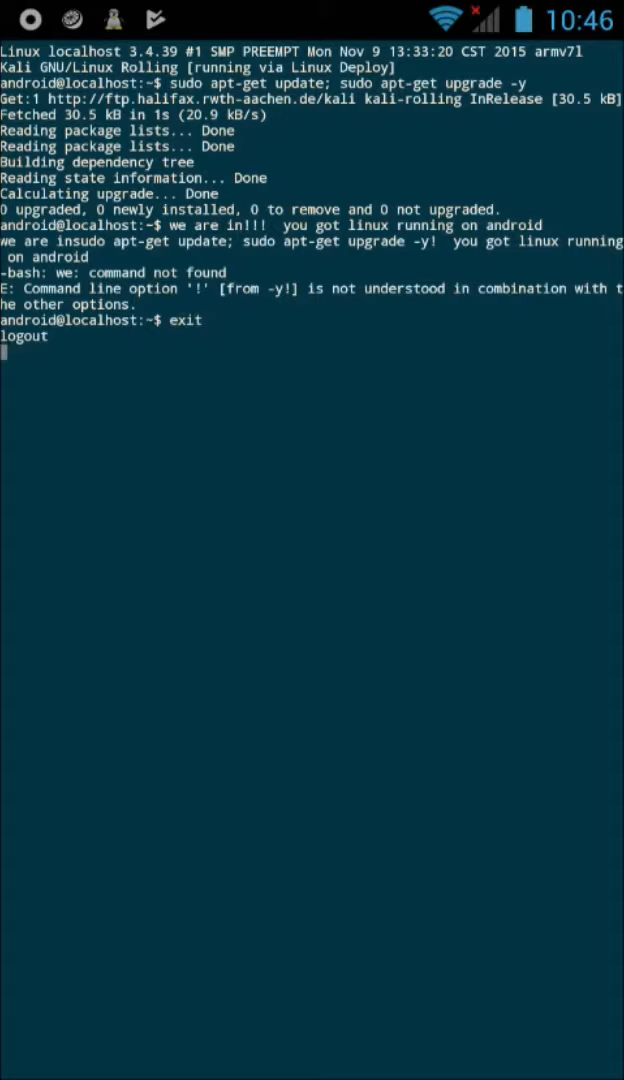 10:46
Linux localhost 3.4.39 #1 SMP PREEMPT Mon Nov 9 13:33:20 CST 2015 armv7l
Kali GNU/Linux Rolling [running via Linux Deploy]
android@localhost:~$ sudo apt-get update; sudo apt-get upgrade -y
Get:1 http://ftp.halifax.rwth-aachen.de/kali kali-rolling InRelease [30.5 kB]
Fetched 30.5 kB in 1s (20.9 kB/s)
Reading package lists... Done
Reading package lists... Done
Building dependency tree
Reading state information... Done
Calculating upgrade... Done
0 upgraded, 0 newly installed, 0 to remove and 0 not upgraded.
android@localhost:~$ we are in!!!  you got linux running on android
we are insudo apt-get update; sudo apt-get upgrade -y!  you got linux running
 on android
-bash: we: command not found
E: Command line option '!' [from -y!] is not understood in combination with t
he other options.
android@localhost:~$ exit
logout